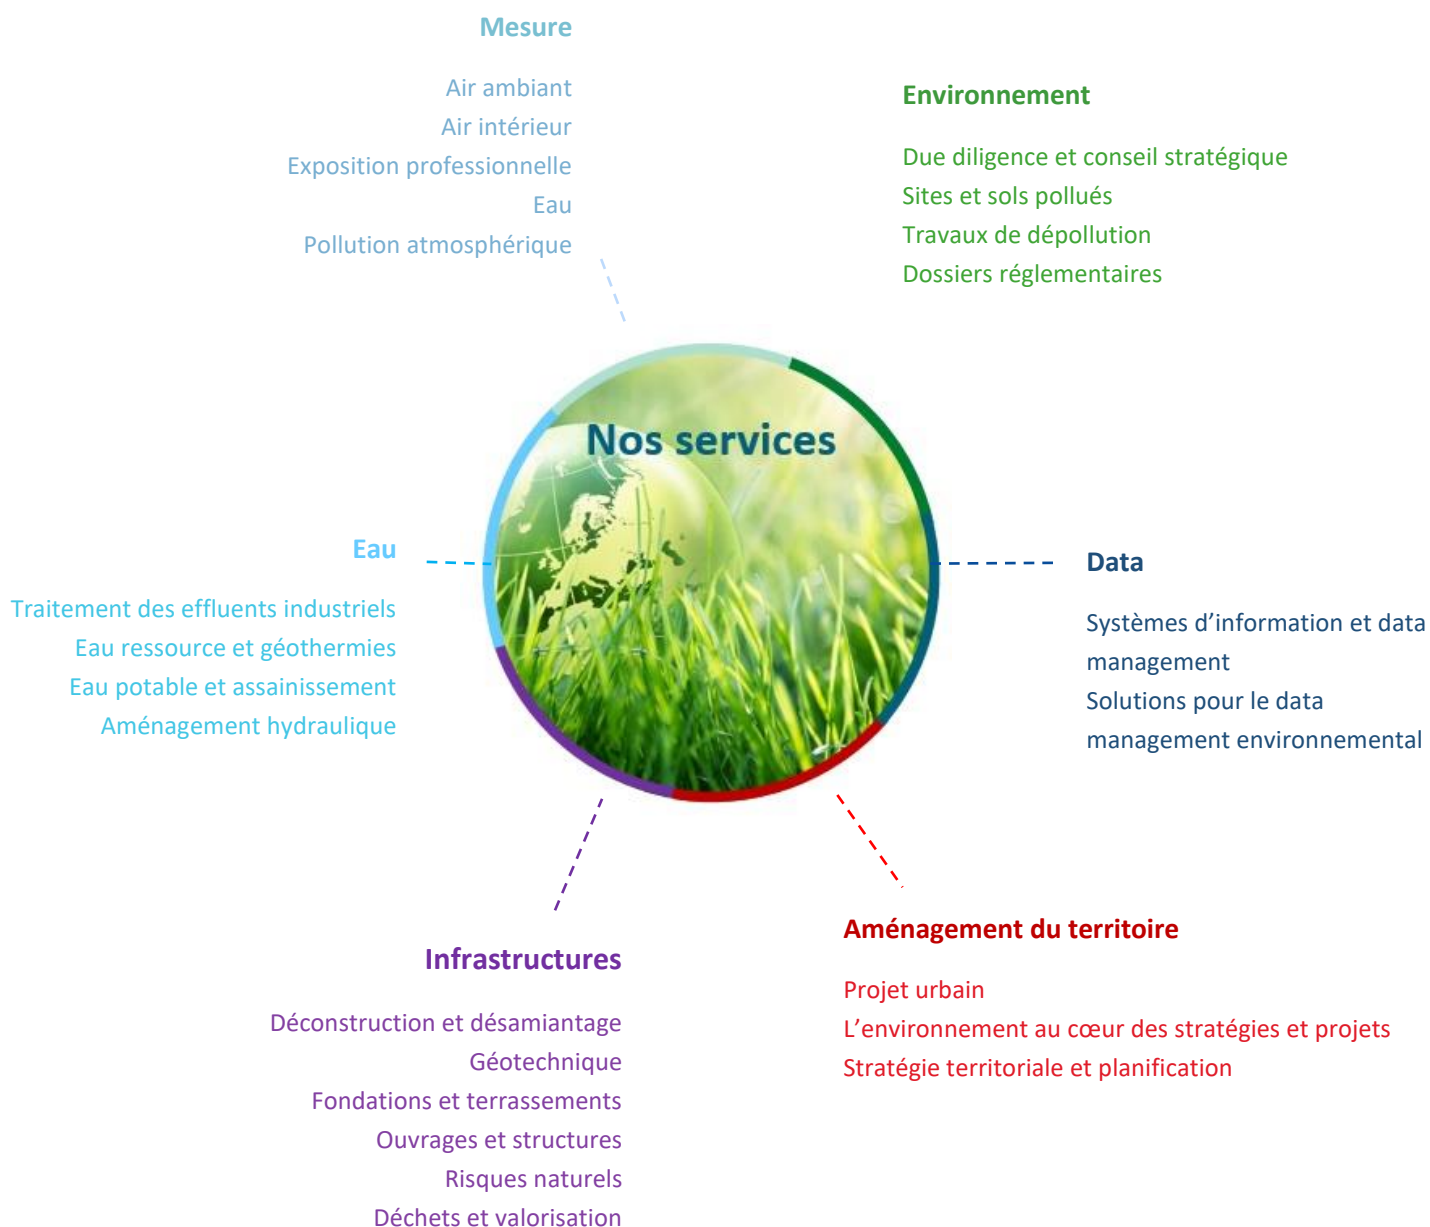 Mesure
Air ambiant
Air intérieur
Exposition professionnelle
Eau
Pollution atmosphérique
Environnement
Due diligence et conseil stratégique
Sites et sols pollués
Travaux de dépollution
Dossiers réglementaires
Nos services
Eau
Traitement des effluents industriels
Eau ressource et géothermies
Eau potable et assainissement
Aménagement hydraulique
Data
Systèmes d’information et data
management
Solutions pour le data
management environnemental
Infrastructures
Déconstruction et désamiantage
Géotechnique
Fondations et terrassements
Ouvrages et structures
Risques naturels
Déchets et valorisation
Aménagement du territoire
Projet urbain
L’environnement au cœur des stratégies et projets
Stratégie territoriale et planification